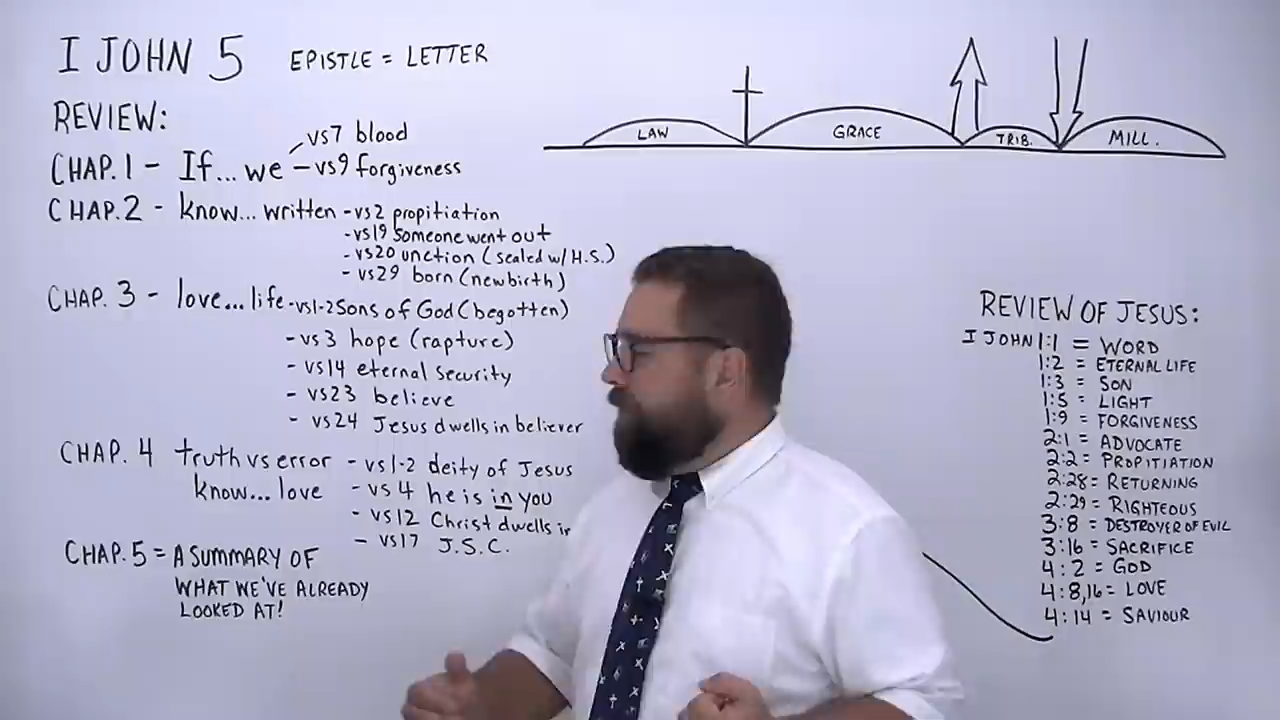 I JOHN 5 EPISTLE = LETTER
REVIEW:
CHAP. 1 - If... we - vs7 blood
- vs9 forgiveness
CHAP. 2 - know... written - vs2 propitiation
- vs19 someone went out
- vs20 unction (sealed w/ H.S.)
- vs29 born (newbirth)
CHAP. 3 - love... life - vs1-2 Sons of God (begotten)
- vs3 hope (rapture)
- vs14 eternal security
- vs23 believe
- vs24 Jesus dwells in believer
CHAP. 4 truth vs error - vs1-2 deity of Jesus
know... love - vs4 he is in you
- vs12 Christ dwells
- vs17 J.S.C.
CHAP. 5 = A SUMMARY OF
WHAT WE'VE ALREADY
LOOKED AT!
LAW GRACE TRIB. MILL.
REVIEW OF JESUS:
I JOHN 1:1 = WORD
1:2 = ETERNAL LIFE
1:3 = SON
1:5 = LIGHT
1:9 = FORGIVENESS
2:1 = ADVOCATE
2:2 = PROPITIATION
2:28 = RETURNING
2:29 = RIGHTEOUS
3:8 = DESTROYER OF EVIL
3:16 = SACRIFICE
4:2 = GOD
4:8,16 = LOVE
4:14 = SAVIOUR